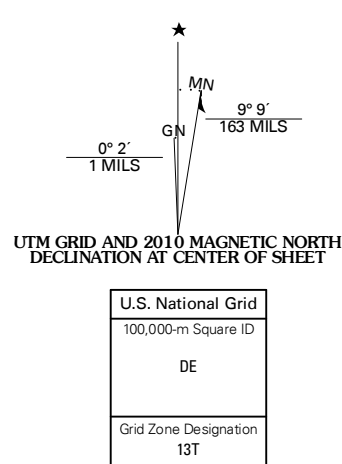 ★
MN
GN
9° 9´
163 MILS
0° 2´
1 MILS
UTM GRID AND 2010 MAGNETIC NORTH
DECLINATION AT CENTER OF SHEET
U.S. National Grid
100,000-m Square ID
DE
Grid Zone Designation
13T